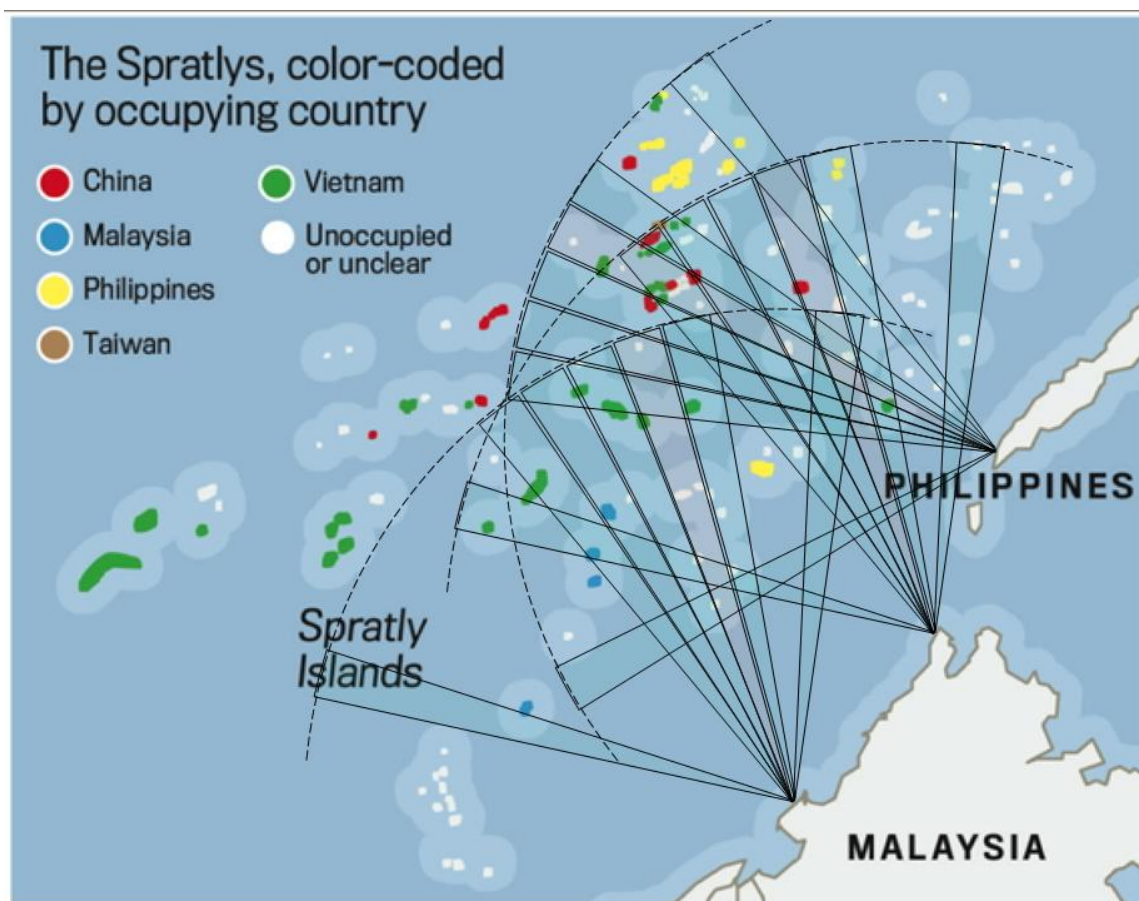 The Spratlys, color-coded
by occupying country
China
Vietnam
Malaysia
Unoccupied
or unclear
Philippines
Taiwan
PHILIPPINES
Spratly
Islands
MALAYSIA